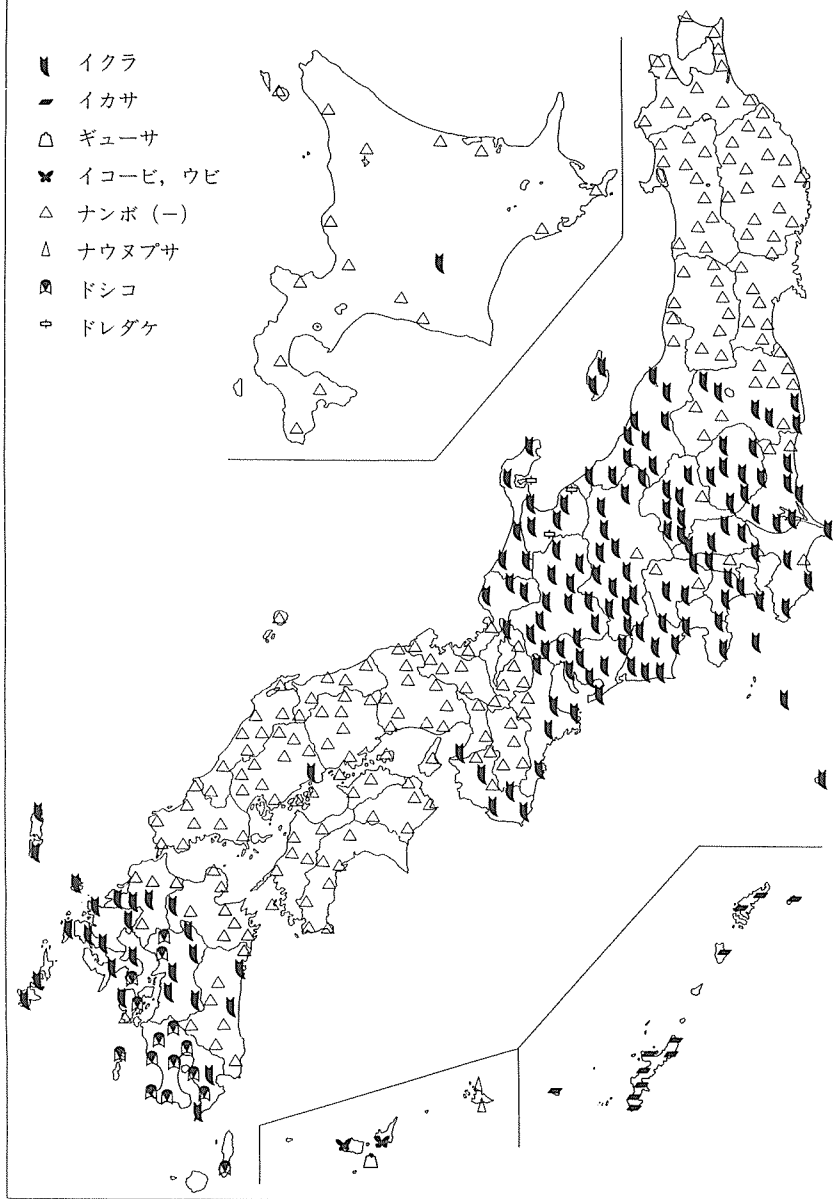 イクラ
イカサ
ギューサ
イコービ，ウビ
ナンボ（－）
ナウヌプサ
ドシコ
ドレダケ